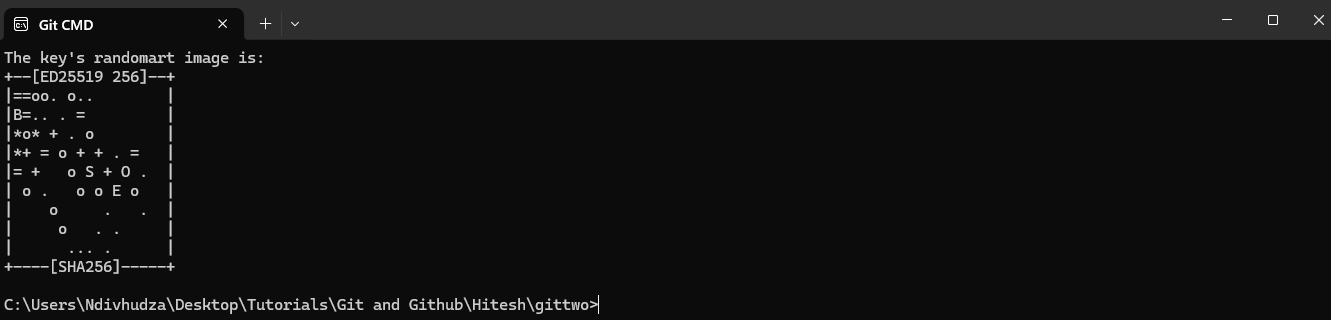 Git CMD
The key's randomart image is:
+--[ED25519 256]--+
|==oo. o..        |
|B=.. . =         |
|*o* + . o        |
|*+ = o + + . =   |
|= +   o S + O .  |
| o .   o o E o   |
|    o     .   .  |
|     o   . .     |
|      ... .      |
+----[SHA256]-----+
C:\Users\Ndivhudza\Desktop\Tutorials\Git and Github\Hitesh\gittwo>